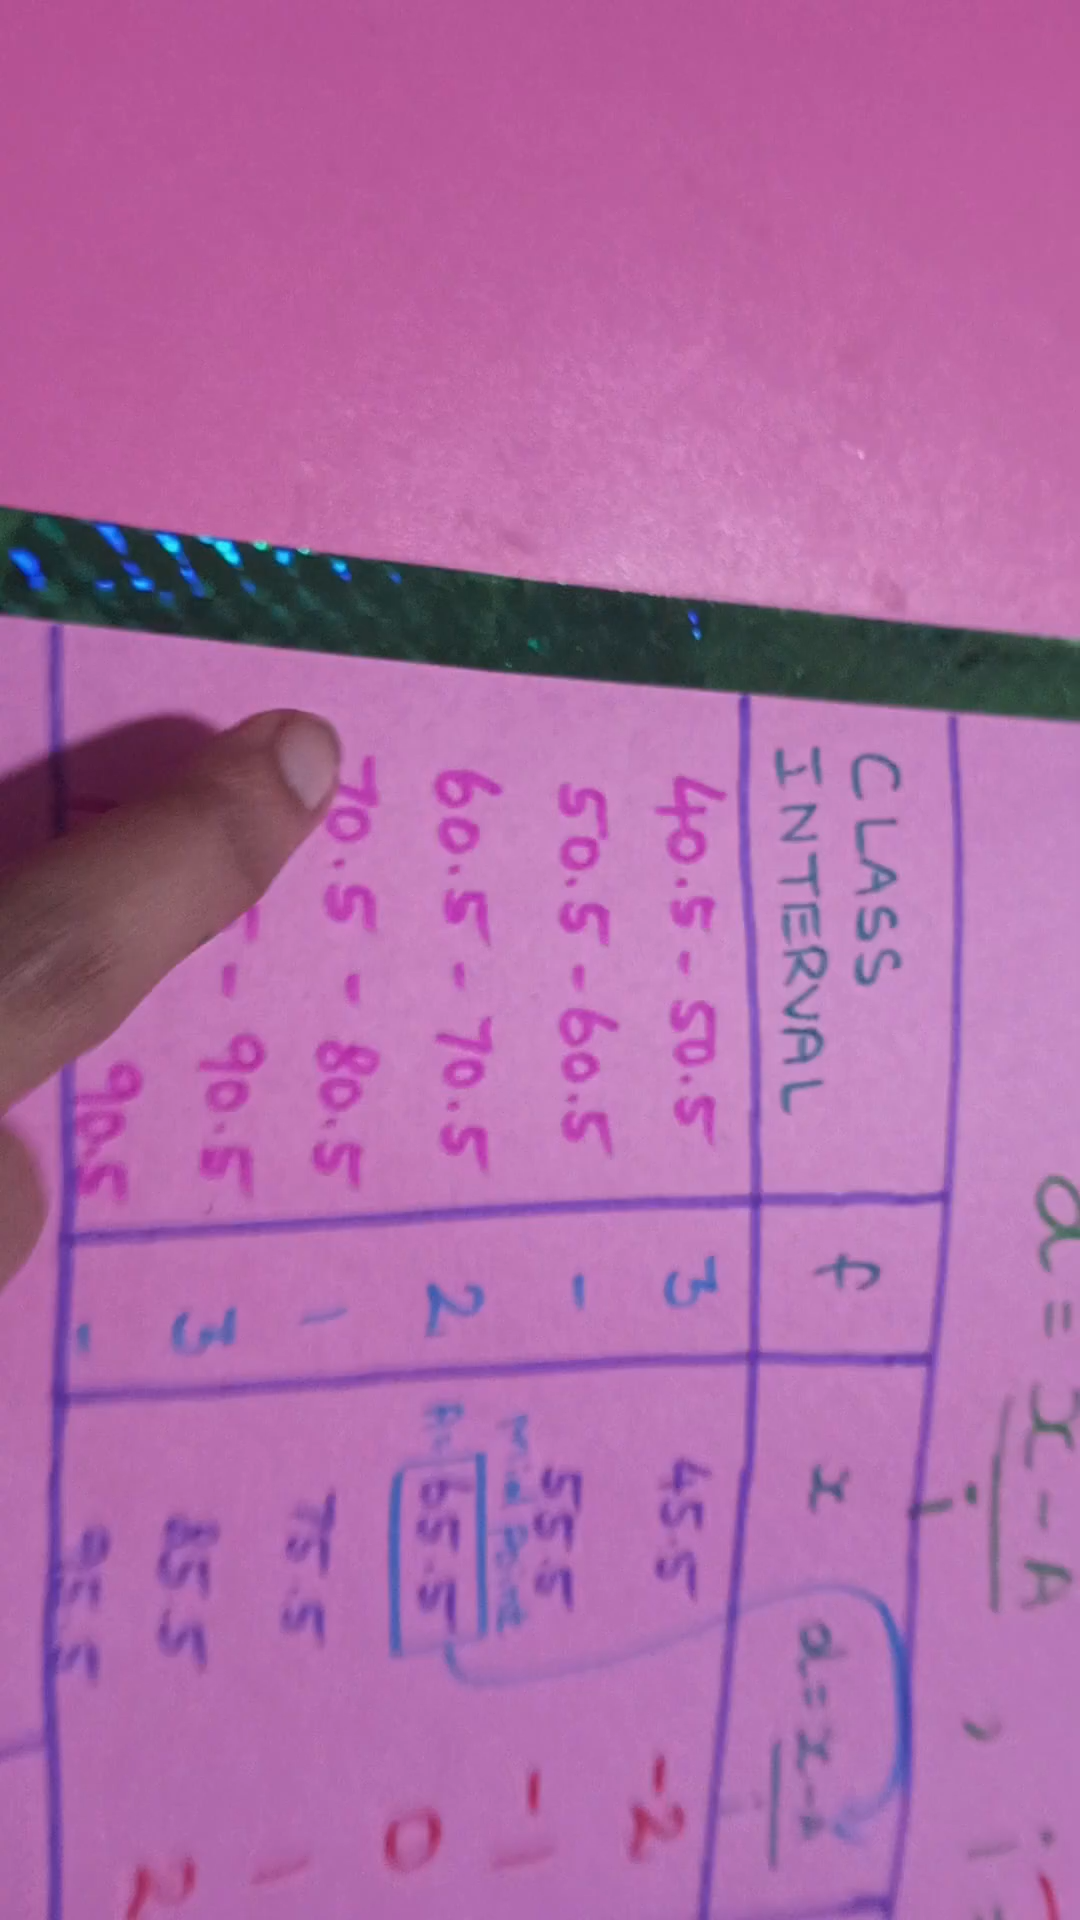 d = x - A
i
CLASS INTERVAL f x d = x - A
i
40.5 - 50.5 3 45.5 -2
50.5 - 60.5 - 55.5 -1
Mid Point
60.5 - 70.5 2 A= 65.5 0
70.5 - 80.5 1 75.5 1
- 90.5 3 85.5 2
90.5 - 95.5